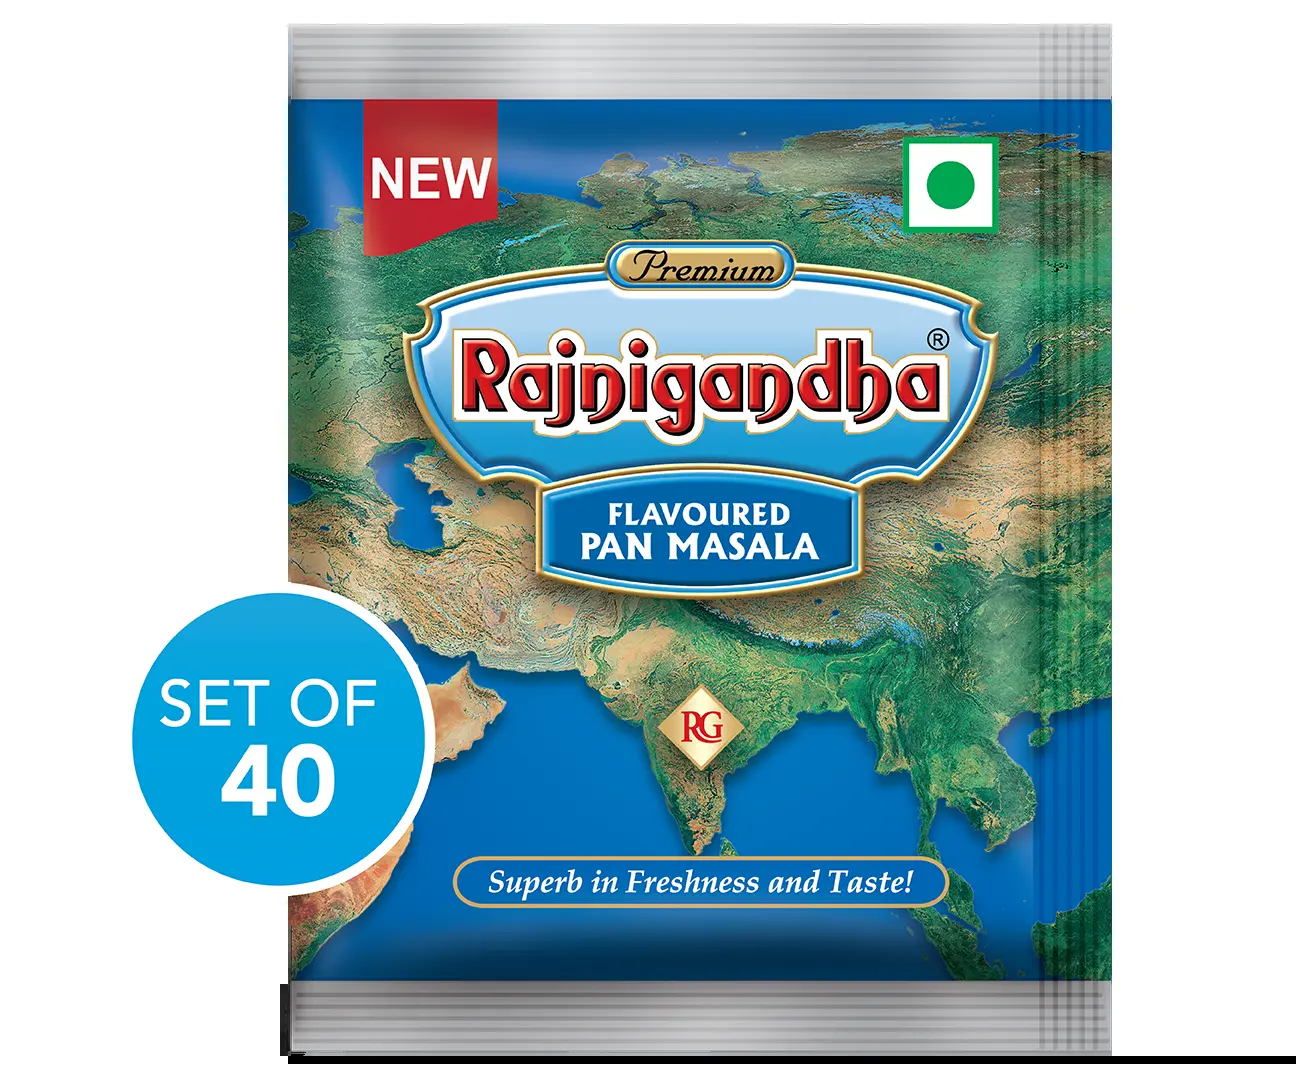 NEW
Premium
Rajnigandha®
FLAVOURED
PAN MASALA
SET OF
40
RG
Superb in Freshness and Taste!